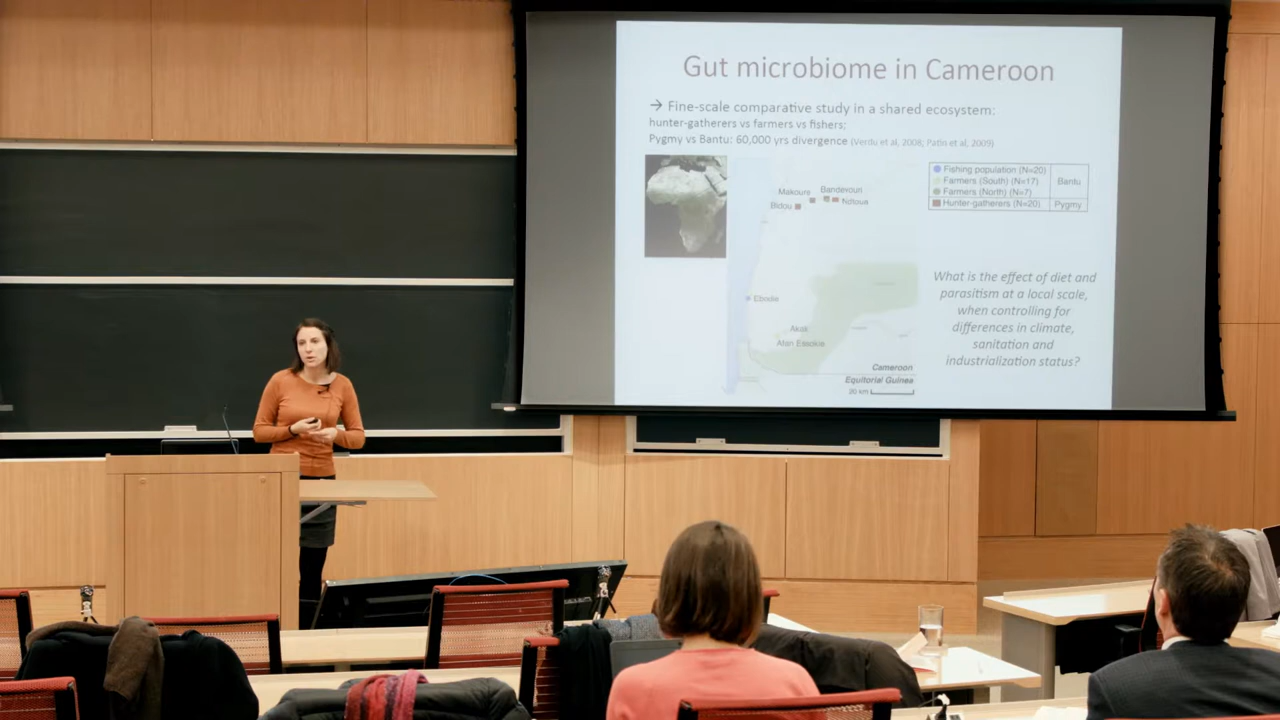 Gut microbiome in Cameroon
→ Fine-scale comparative study in a shared ecosystem:
hunter-gatherers vs farmers vs fishers;
Pygmy vs Bantu: 60,000 yrs divergence (Verdu et al, 2008, Patin et al, 2009)
Fishing population (N=20)
Farmers (South) (N=17)
Farmers (North) (N=7)
Bantu
Hunter-gatherers (N=20)
Pygmy
Makoure
Bandevouri
Bidou
Ndtoua
Ebodie
Akak
Afan Essokie
Cameroon
Equitorial Guinea
20 km
What is the effect of diet and
parasitism at a local scale,
when controlling for
differences in climate,
sanitation and
industrialization status?